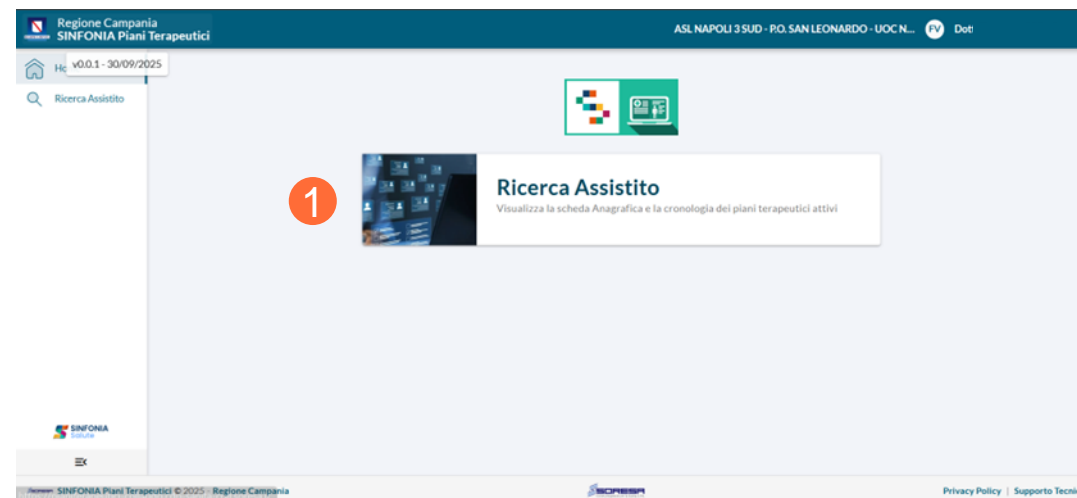 Regione Campania
SINFONIA Piani Terapeutici
ASL NAPOLI 3 SUD - P.O. SAN LEONARDO - UOC N...
FV
Dott
Ho
v0.0.1 - 30/09/2025
Ricerca Assistito
1
Ricerca Assistito
Visualizza la scheda Anagrafica e la cronologia dei piani terapeutici attivi
SINFONIA
Salute
SINFONIA Piani Terapeutici © 2025 - Regione Campania
SORESA
Privacy Policy | Supporto Tecni